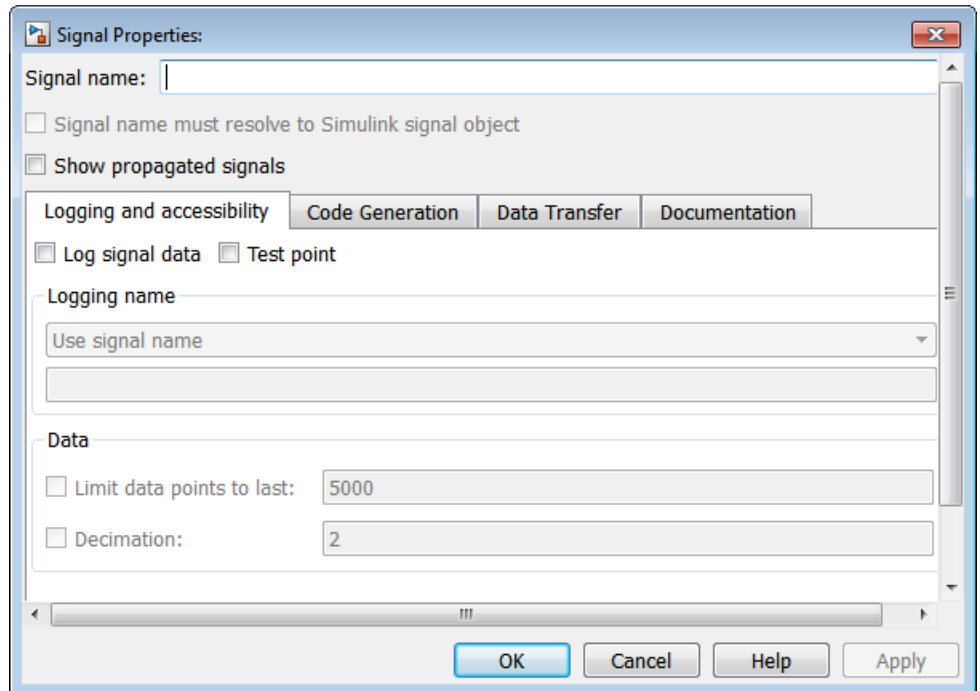 Signal Properties:
Signal name:
Signal name must resolve to Simulink signal object
Show propagated signals
Logging and accessibility Code Generation Data Transfer Documentation
Log signal data Test point
Logging name
Use signal name
Data
Limit data points to last: 5000
Decimation: 2
OK Cancel Help Apply